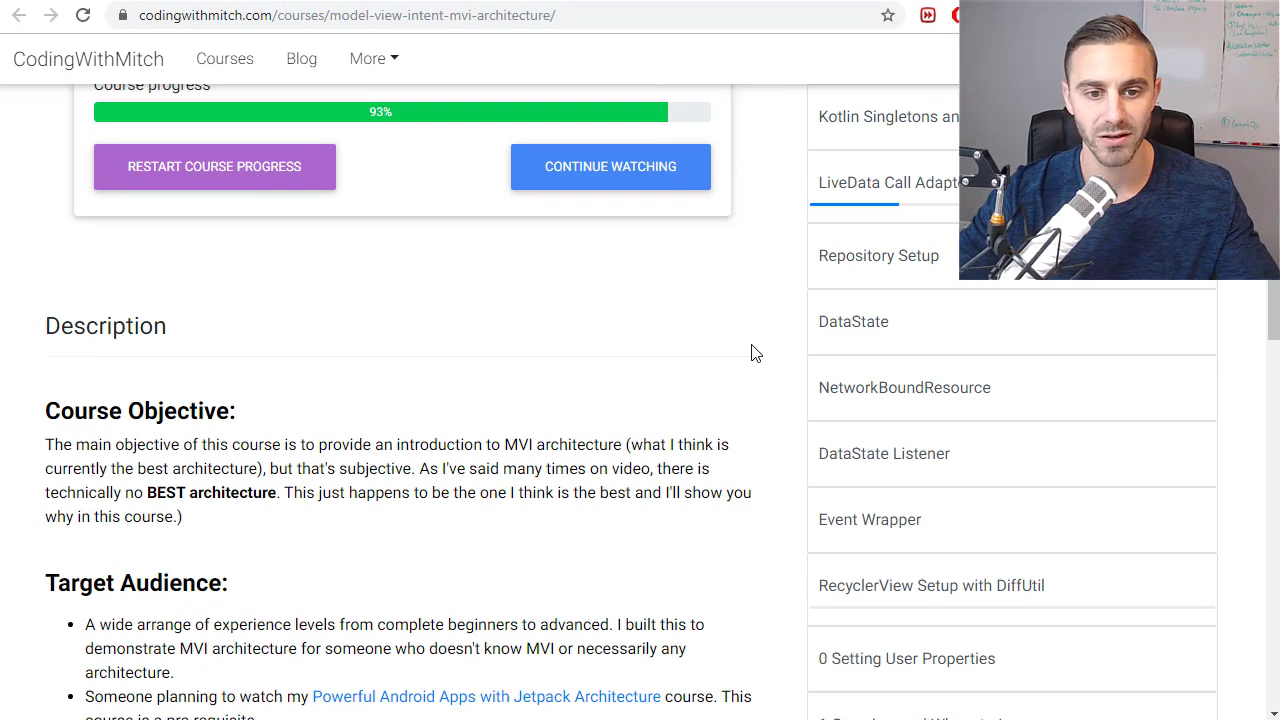 codingwithmitch.com/courses/model-view-intent-mvi-architecture/
CodingWithMitch
Courses
Blog
More
Course progress
93%
RESTART COURSE PROGRESS
CONTINUE WATCHING
Description
Course Objective:
The main objective of this course is to provide an introduction to MVI architecture (what I think is
currently the best architecture), but that's subjective. As I've said many times on video, there is
technically no BEST architecture. This just happens to be the one I think is the best and I'll show you
why in this course.)
Target Audience:
A wide arrange of experience levels from complete beginners to advanced. I built this to
demonstrate MVI architecture for someone who doesn't know MVI or necessarily any
architecture.
Someone planning to watch my Powerful Android Apps with Jetpack Architecture course. This
course is a pre requisite.
Kotlin Singletons an
LiveData Call Adapt
Repository Setup
DataState
NetworkBoundResource
DataState Listener
Event Wrapper
RecyclerView Setup with DiffUtil
0 Setting User Properties